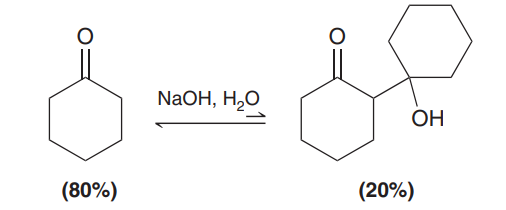 O
O
NaOH, H₂O
OH
(80%)
(20%)